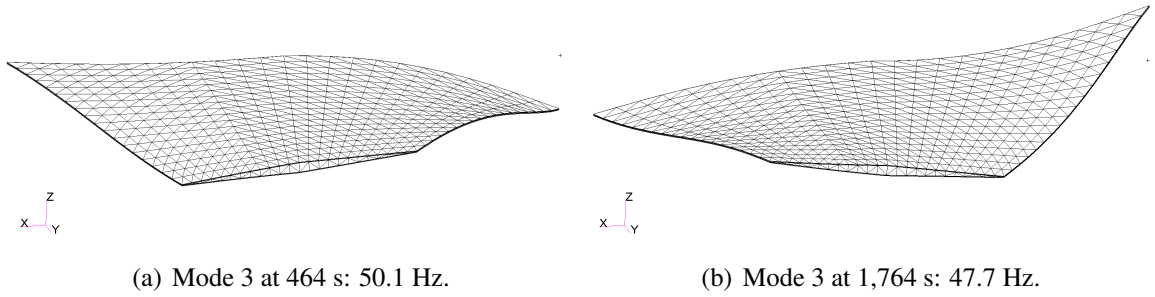 Z
X
Y
Z
X
Y
(a) Mode 3 at 464 s: 50.1 Hz.
(b) Mode 3 at 1,764 s: 47.7 Hz.